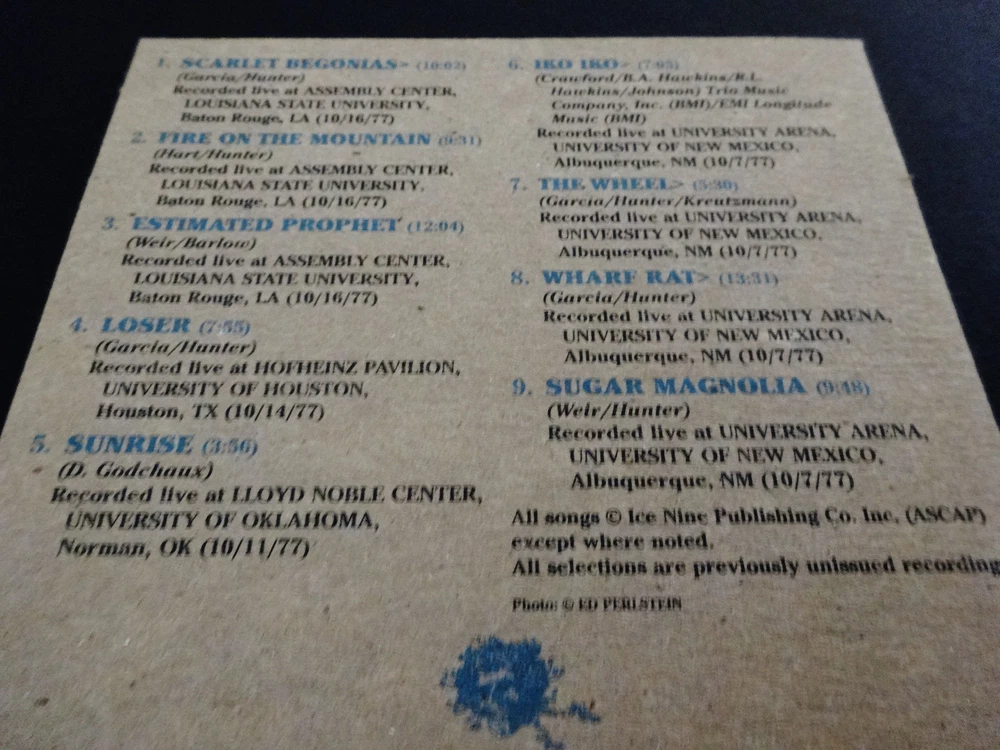 1. SCARLET BEGONIAS> (10:02)
(Garcia/Hunter)
Recorded live at ASSEMBLY CENTER,
LOUISIANA STATE UNIVERSITY,
Baton Rouge, LA (10/16/77)
2. FIRE ON THE MOUNTAIN (9:31)
(Hart/Hunter)
Recorded live at ASSEMBLY CENTER,
LOUISIANA STATE UNIVERSITY,
Baton Rouge, LA (10/16/77)
3. ESTIMATED PROPHET (12:04)
(Weir/Barlow)
Recorded live at ASSEMBLY CENTER,
LOUISIANA STATE UNIVERSITY,
Baton Rouge, LA (10/16/77)
4. LOSER (7:55)
(Garcia/Hunter)
Recorded live at HOFHEINZ PAVILION,
UNIVERSITY OF HOUSTON,
Houston, TX (10/14/77)
5. SUNRISE (3:56)
(D. Godchaux)
Recorded live at LLOYD NOBLE CENTER,
UNIVERSITY OF OKLAHOMA,
Norman, OK (10/11/77)
6. IKO IKO>
(Crawford/B.A. Hawkins/R.L.
Hawkins/Johnson) Trio Music
Company, Inc. (BMI)/EMI Longitude
Music (BMI)
Recorded live at UNIVERSITY ARENA,
UNIVERSITY OF NEW MEXICO,
Albuquerque, NM (10/7/77)
7. THE WHEEL> (5:30)
(Garcia/Hunter/Kreutzmann)
Recorded live at UNIVERSITY ARENA,
UNIVERSITY OF NEW MEXICO,
Albuquerque, NM (10/7/77)
8. WHARF RAT> (13:31)
(Garcia/Hunter)
Recorded live at UNIVERSITY ARENA,
UNIVERSITY OF NEW MEXICO,
Albuquerque, NM (10/7/77)
9. SUGAR MAGNOLIA (9:48)
(Weir/Hunter)
Recorded live at UNIVERSITY ARENA,
UNIVERSITY OF NEW MEXICO,
Albuquerque, NM (10/7/77)
All songs © Ice Nine Publishing Co. Inc. (ASCAP)
except where noted.
All selections are previously unissued recording
Photo: © ED PERLSTEIN